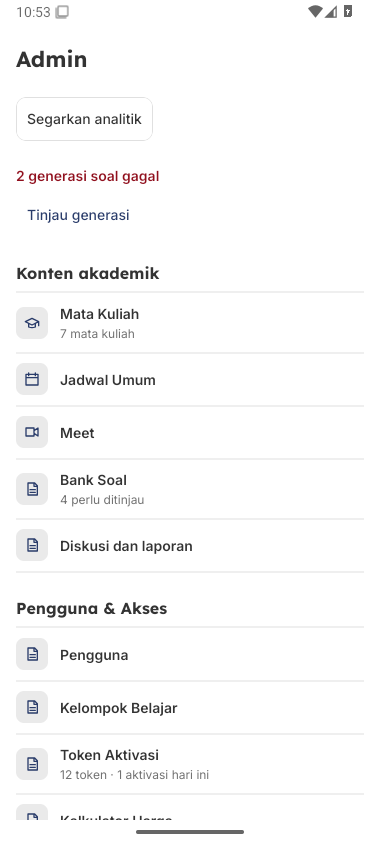 10:53
Admin
Segarkan analitik
2 generasi soal gagal
Tinjau generasi
Konten akademik
Mata Kuliah
7 mata kuliah
Jadwal Umum
Meet
Bank Soal
4 perlu ditinjau
Diskusi dan laporan
Pengguna & Akses
Pengguna
Kelompok Belajar
Token Aktivasi
12 token · 1 aktivasi hari ini
Kalkulator Harga